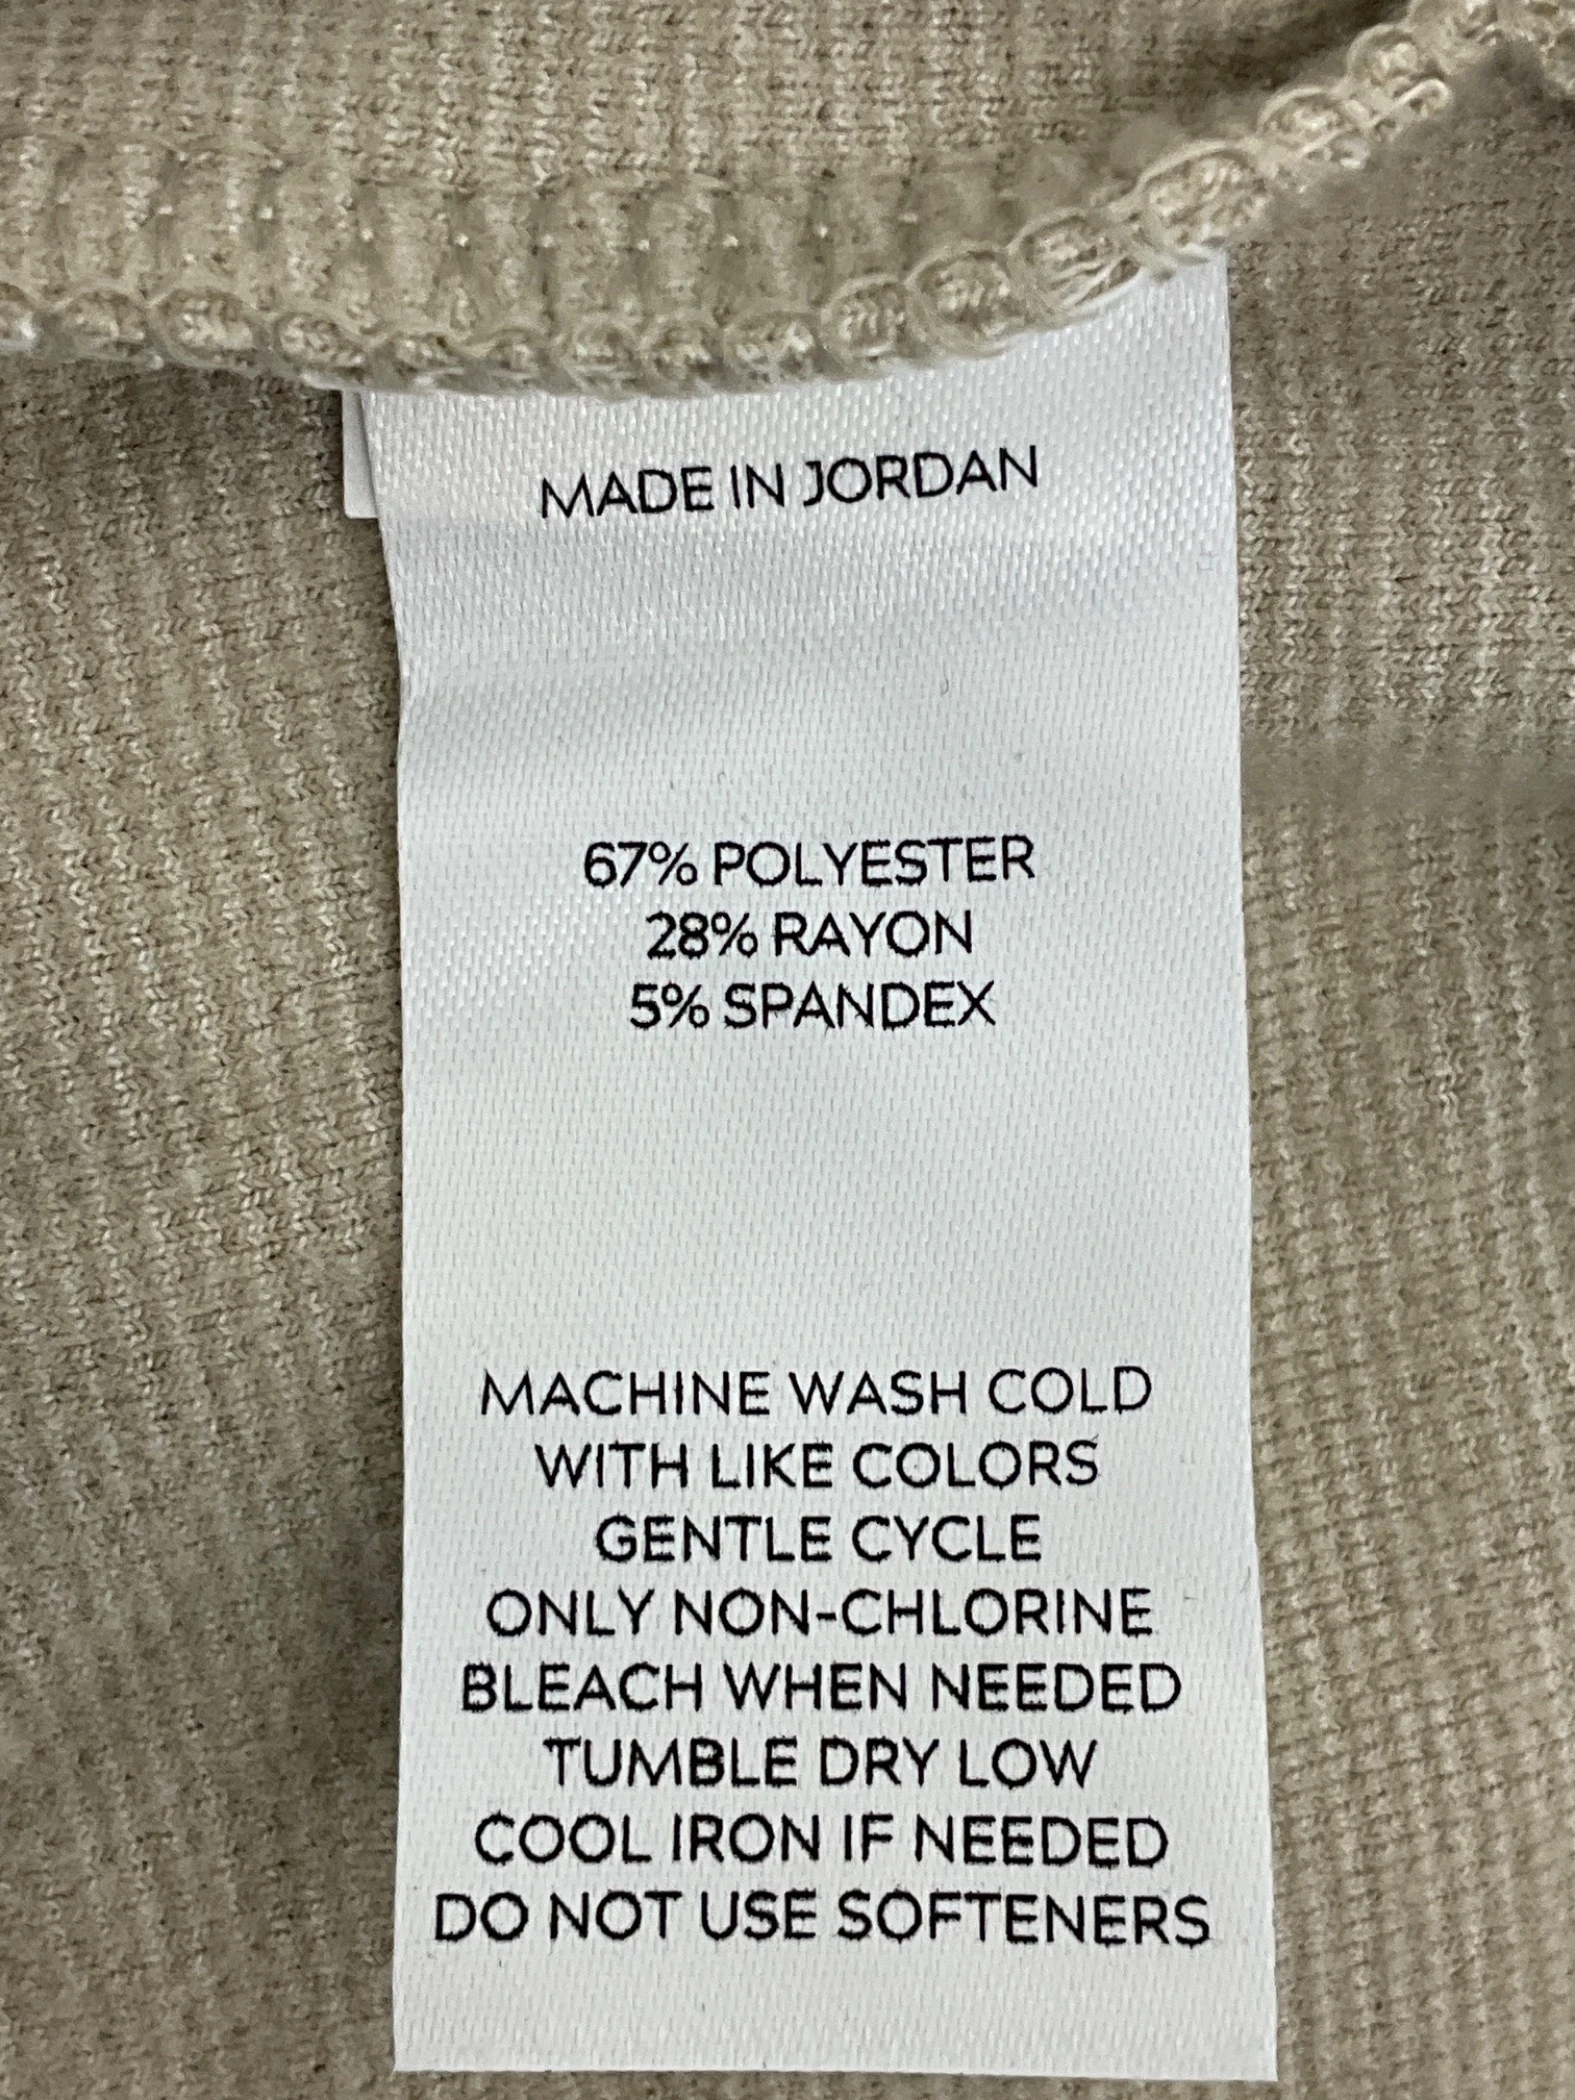 MADE IN JORDAN
67% POLYESTER
28% RAYON
5% SPANDEX
MACHINE WASH COLD
WITH LIKE COLORS
GENTLE CYCLE
ONLY NON-CHLORINE
BLEACH WHEN NEEDED
TUMBLE DRY LOW
COOL IRON IF NEEDED
DO NOT USE SOFTENERS